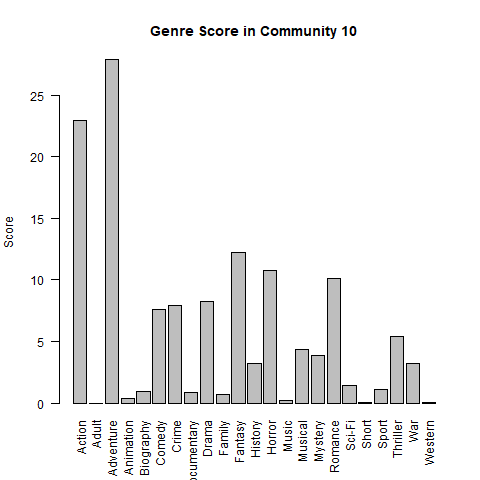 Genre Score in Community 10
Score
25
20
15
10
5
0
Action
Adult
Adventure
Animation
Biography
Comedy
Crime
ocumentary
Drama
Family
Fantasy
History
Horror
Music
Musical
Mystery
Romance
Sci-Fi
Short
Sport
Thriller
War
Western